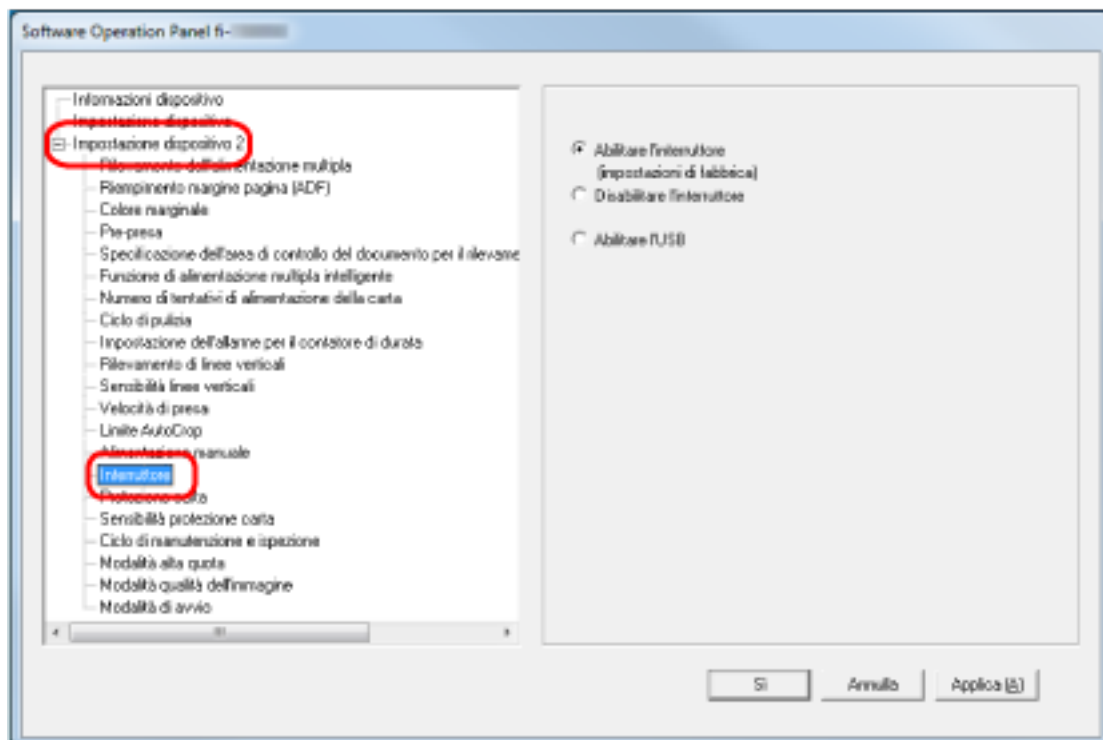 Software Operation Panel fi-
Informazioni dispositivo
Impostazione dispositivo
Impostazione dispositivo 2
Rilevamento dell'alimentazione multipla
Riempimento margine pagina (ADF)
Colore marginale
Pre-presa
Specificazione dell'area di controllo del documento per il rilevame
Funzione di alimentazione multipla intelligente
Numero di tentativi di alimentazione della carta
Ciclo di pulizia
Impostazione dell'allarme per il contatore di durata
Rilevamento di linee verticali
Sensibilità linee verticali
Velocità di presa
Limite AutoCrop
Alimentazione manuale
Interruttore
Protezione carta
Sensibilità protezione carta
Ciclo di manutenzione e ispezione
Modalità alta quota
Modalità qualità dell'immagine
Modalità di avvio
Abilitare l'interruttore
(impostazioni di fabbrica)
Disabilitare l'interruttore
Abilitare l'USB
Sì
Annulla
Applica (A)